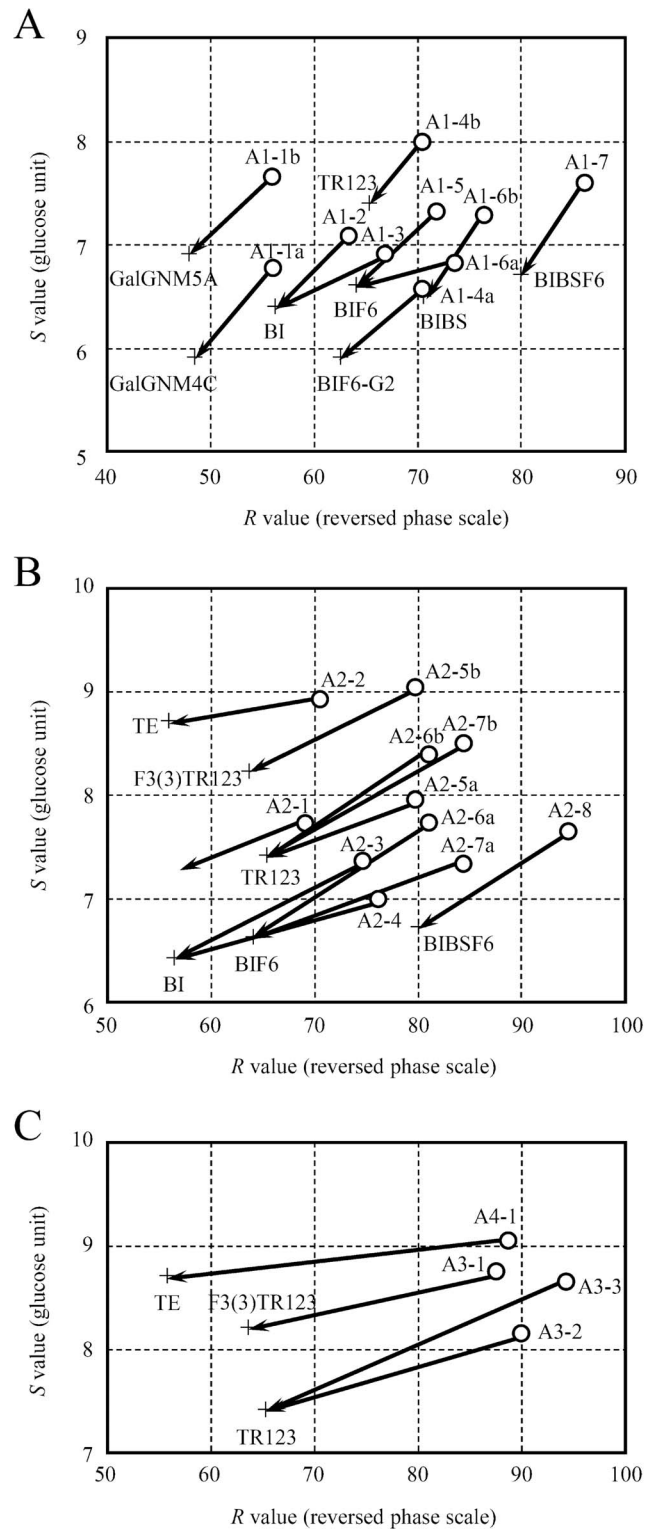 A
9
8
7
6
5
S value (glucose unit)
A1-4b
A1-1b
TR123
A1-5
A1-7
A1-2
A1-6b
A1-3
A1-1a
GalGNM5A
A1-6a
BIBSF6
BI
BIF6
A1-4a
BIBS
GalGNM4C
BIF6-G2
40 50 60 70 80 90
R value (reversed phase scale)
B
10
9
8
7
6
S value (glucose unit)
A2-2
A2-5b
TE
A2-6b
A2-7b
F3(3)TR123
A2-5a
A2-1
A2-6a
A2-8
A2-3
A2-7a
TR123
A2-4
BIF6
BIBSF6
BI
50 60 70 80 90 100
R value (reversed phase scale)
C
10
9
8
7
S value (glucose unit)
A4-1
A3-1
TE
F3(3)TR123
A3-3
A3-2
TR123
50 60 70 80 90 100
R value (reversed phase scale)